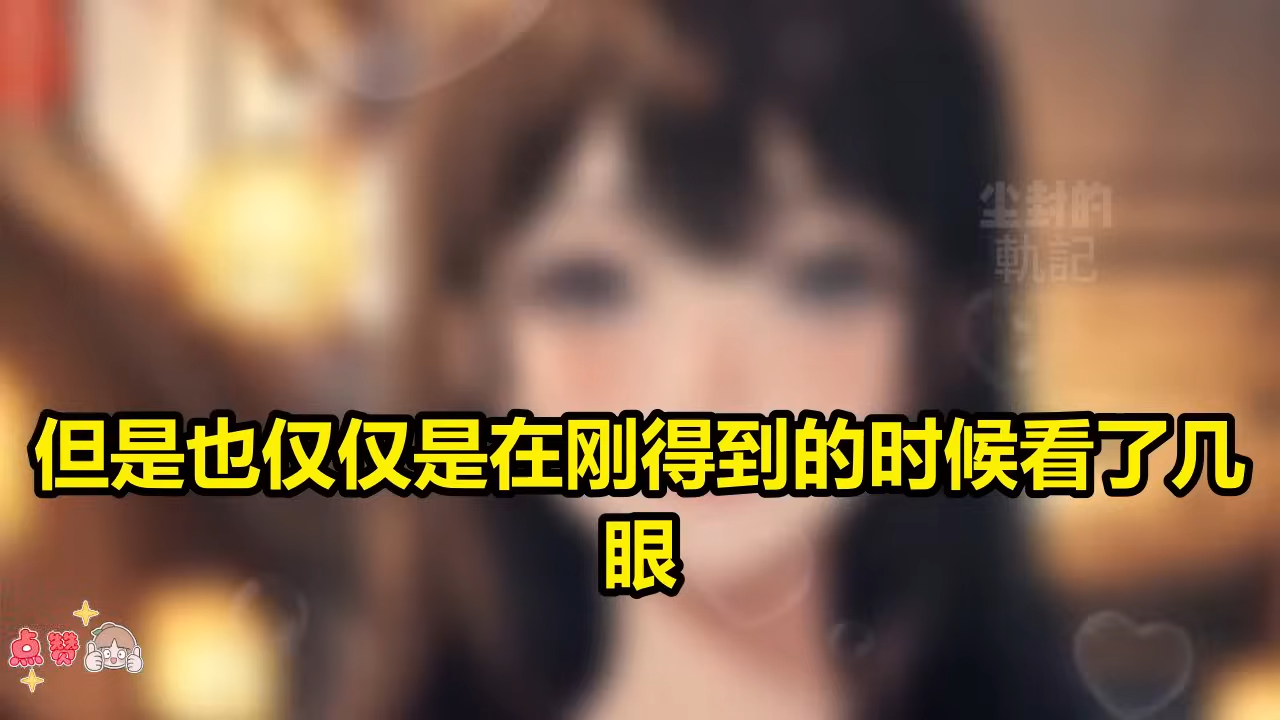 尘封的
軌記
但是也仅仅是在刚得到的时候看了几
眼
点赞